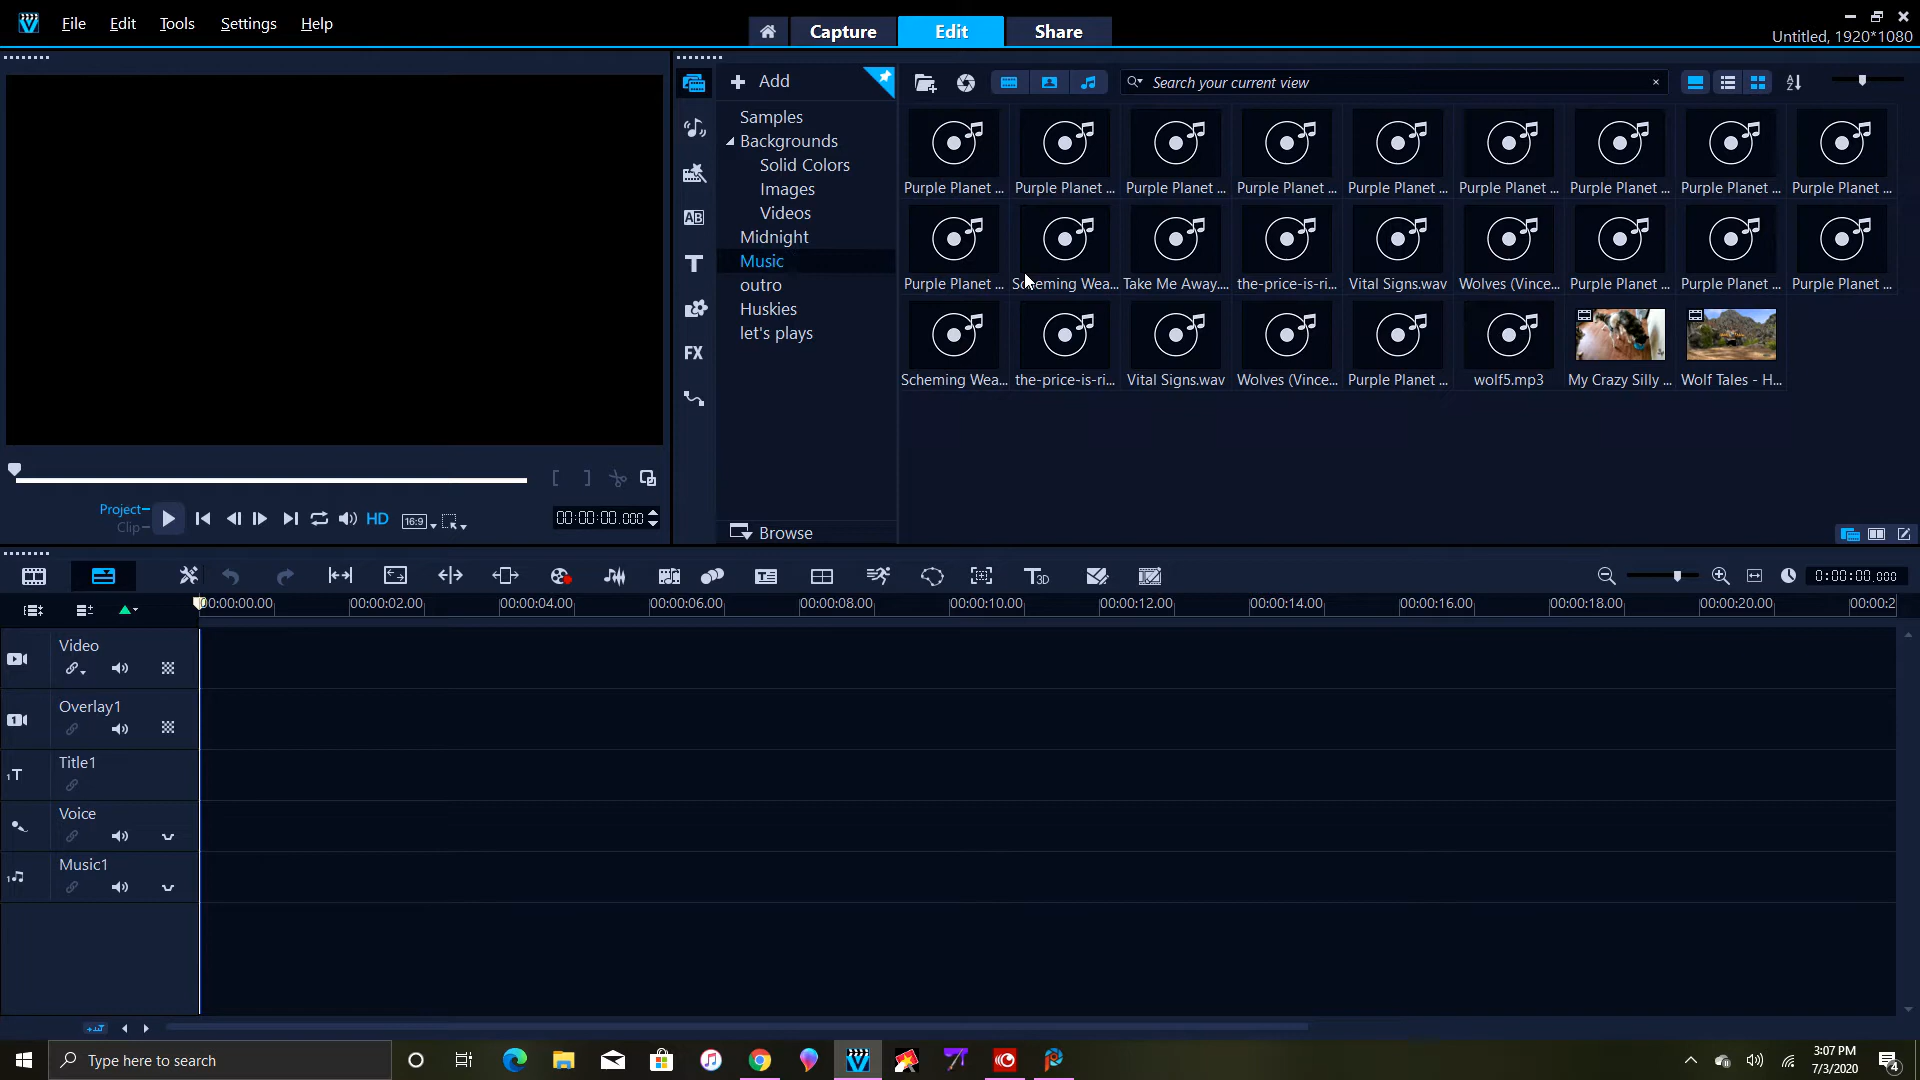 File Edit Tools Settings Help
Capture Edit Share
Untitled, 1920*1080
Add
Search your current view
Samples
Backgrounds
Solid Colors
Images
Videos
Midnight
Music
outro
Huskies
let's plays
Browse
Purple Planet ... Purple Planet ... Purple Planet ... Purple Planet ... Purple Planet ... Purple Planet ... Purple Planet ... Purple Planet ... Purple Planet ...
Purple Planet ... Scheming Wea... Take Me Away.... the-price-is-ri... Vital Signs.wav Wolves (Vince... Purple Planet ... Purple Planet ... Purple Planet ...
Scheming Wea... the-price-is-ri... Vital Signs.wav Wolves (Vince... Purple Planet ... wolf5.mp3 My Crazy Silly ... Wolf Tales - H...
AB
T
FX
Project
Clip
HD
16:9
00:00:00.000
T3D
0:00:00.000
00:00:00.00 00:00:02.00 00:00:04.00 00:00:06.00 00:00:08.00 00:00:10.00 00:00:12.00 00:00:14.00 00:00:16.00 00:00:18.00 00:00:20.00 00:00:2
Video
Overlay1
Title1
Voice
Music1
Type here to search
3:07 PM
7/3/2020
4